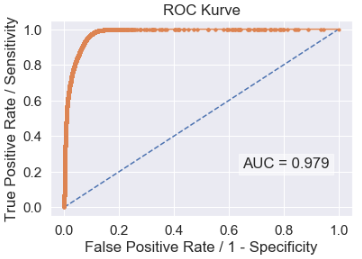 ROC Kurve
True Positive Rate / Sensitivity
1.0
0.8
0.6
0.4
0.2
0.0
AUC = 0.979
0.0 0.2 0.4 0.6 0.8 1.0
False Positive Rate / 1 - Specificity